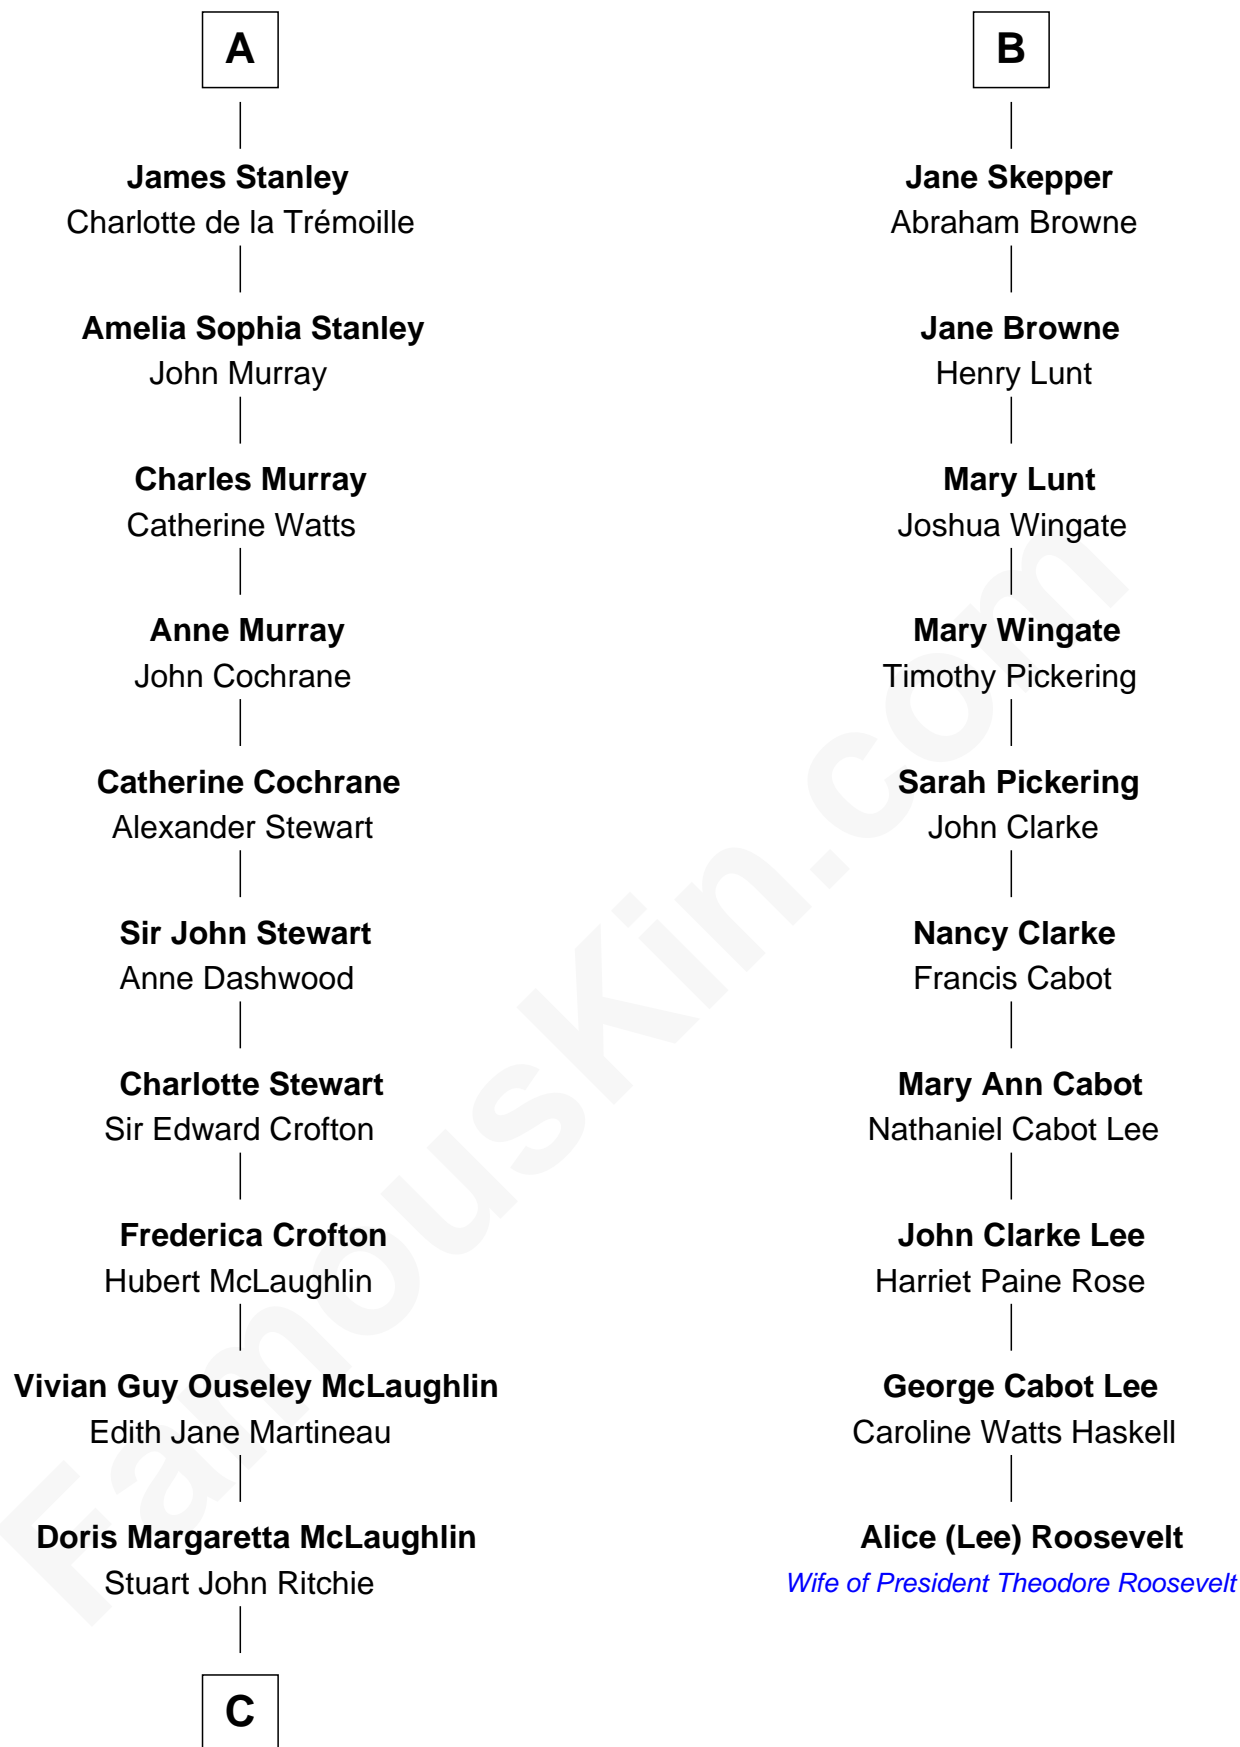 A
James Stanley
Charlotte de la Trémoille
Amelia Sophia Stanley
John Murray
Charles Murray
Catherine Watts
Anne Murray
John Cochrane
Catherine Cochrane
Alexander Stewart
Sir John Stewart
Anne Dashwood
Charlotte Stewart
Sir Edward Crofton
Frederica Crofton
Hubert McLaughlin
Vivian Guy Ouseley McLaughlin
Edith Jane Martineau
Doris Margaretta McLaughlin
Stuart John Ritchie
C
B
Jane Skepper
Abraham Browne
Jane Browne
Henry Lunt
Mary Lunt
Joshua Wingate
Mary Wingate
Timothy Pickering
Sarah Pickering
John Clarke
Nancy Clarke
Francis Cabot
Mary Ann Cabot
Nathaniel Cabot Lee
John Clarke Lee
Harriet Paine Rose
George Cabot Lee
Caroline Watts Haskell
Alice (Lee) Roosevelt
Wife of President Theodore Roosevelt
FamousKin.com